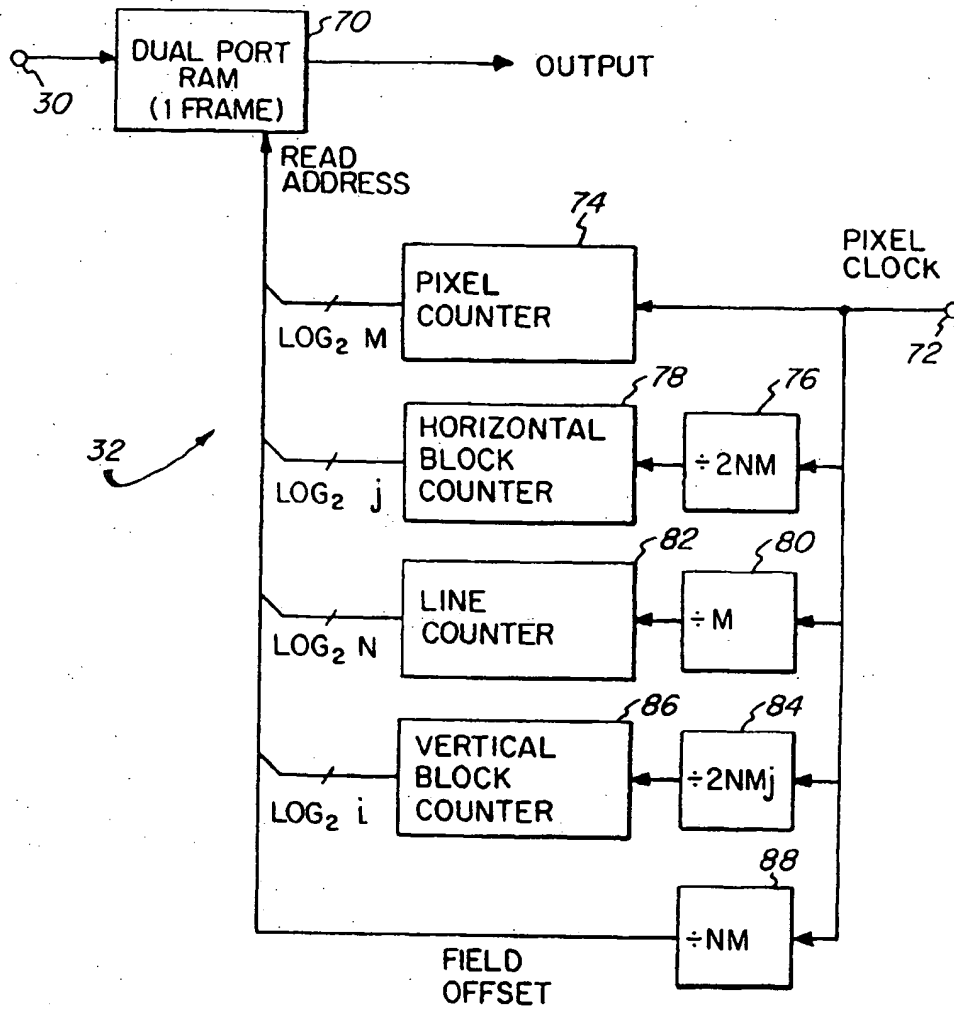 70
DUAL PORT
RAM
(1 FRAME)
OUTPUT
30
READ
ADDRESS
74
PIXEL
COUNTER
PIXEL
CLOCK
72
LOG₂ M
78
76
HORIZONTAL
BLOCK
COUNTER
÷2NM
32
LOG₂ j
82
80
LINE
COUNTER
÷M
LOG₂ N
86
84
VERTICAL
BLOCK
COUNTER
÷2NMj
LOG₂ i
88
÷NM
FIELD
OFFSET